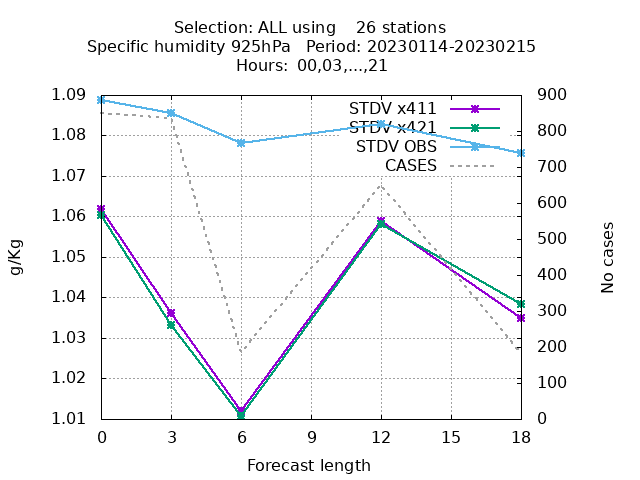 Selection: ALL using    26 stations
Specific humidity 925hPa   Period: 20230114-20230215
Hours: 00,03,...,21
1.09
1.08
1.07
1.06
1.05
1.04
1.03
1.02
1.01
g/Kg
STDV x411
STDV x421
STDV OBS
CASES
900
800
700
600
500
400
300
200
100
0
No cases
0 3 6 9 12 15 18
Forecast length